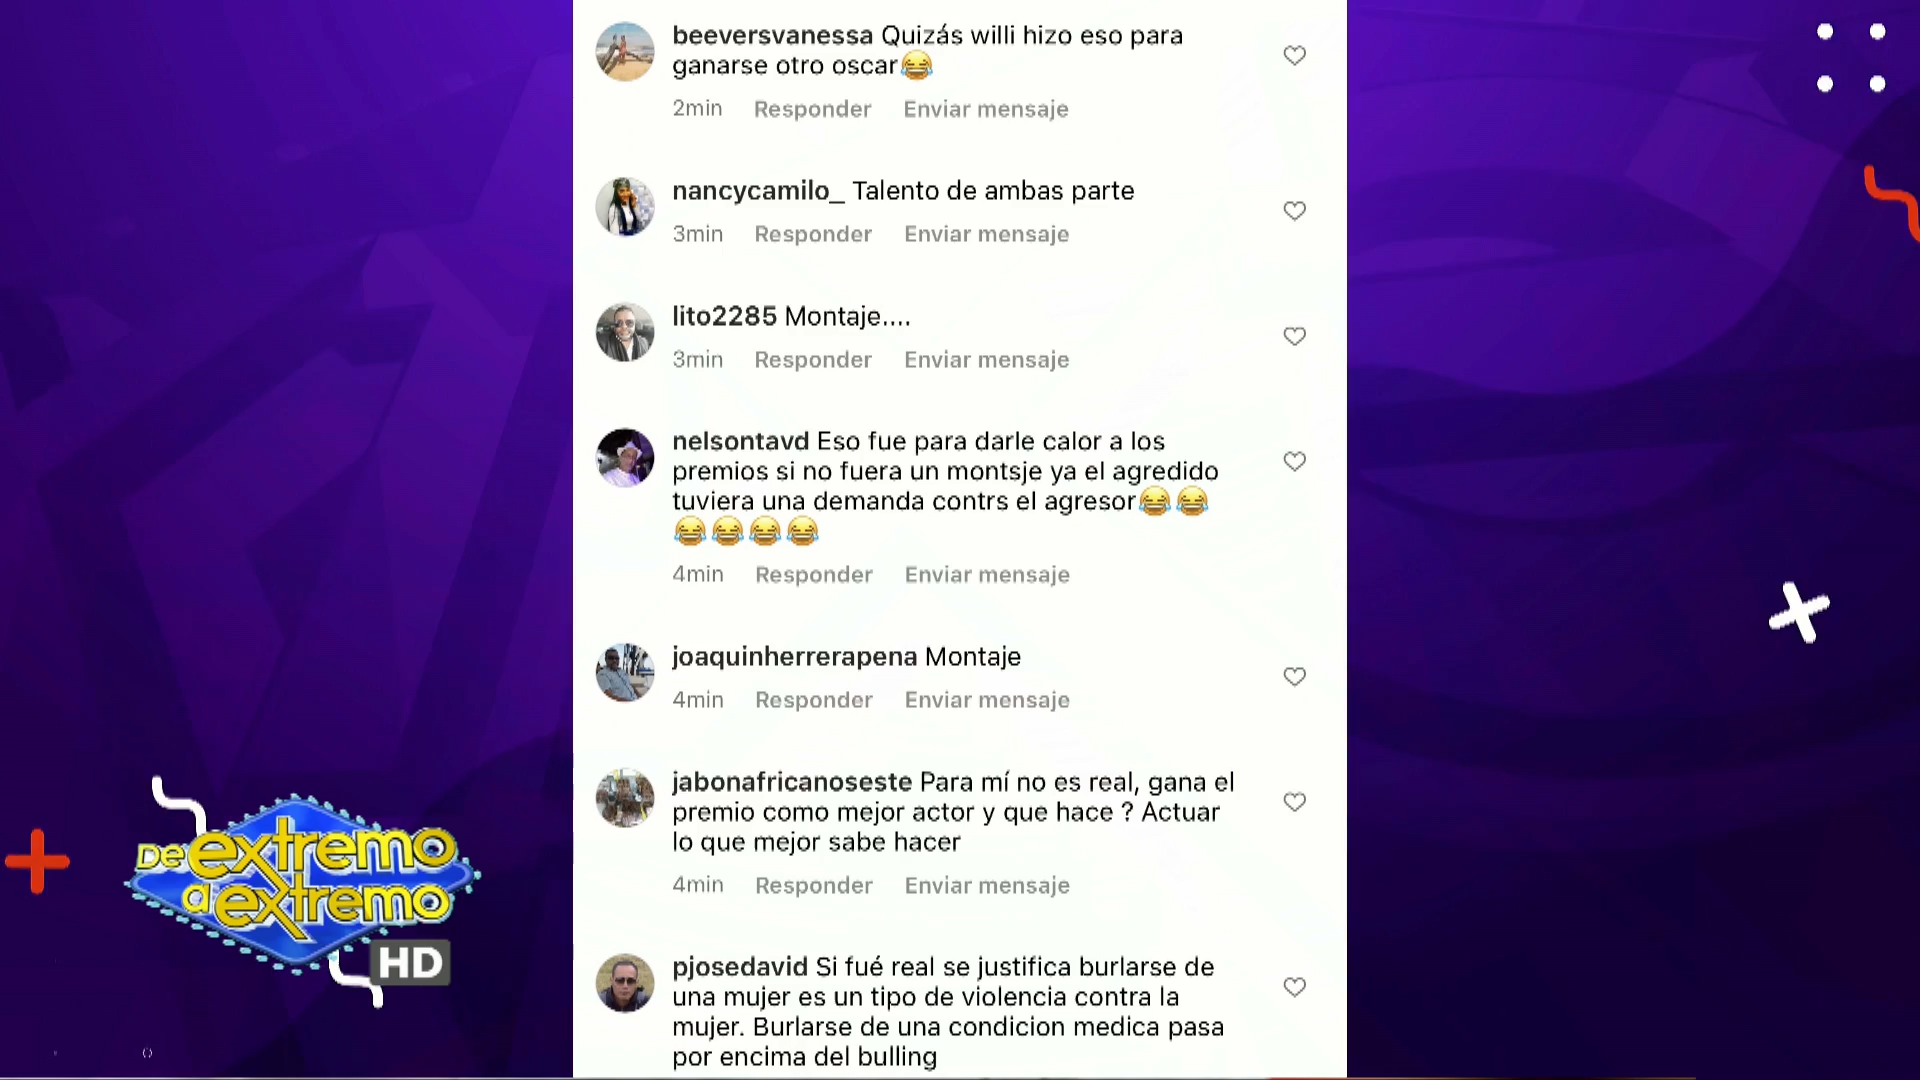 beeversvanessa Quizás willi hizo eso para
ganarse otro oscar😂
2min Responder Enviar mensaje
nancycamilo_ Talento de ambas parte
3min Responder Enviar mensaje
lito2285 Montaje....
3min Responder Enviar mensaje
nelsontavd Eso fue para darle calor a los
premios si no fuera un montsje ya el agredido
tuviera una demanda contrs el agresor😂😂
😂😂😂😂
4min Responder Enviar mensaje
joaquinherrerapena Montaje
4min Responder Enviar mensaje
jabonafricanoseste Para mí no es real, gana el
premio como mejor actor y que hace ? Actuar
lo que mejor sabe hacer
4min Responder Enviar mensaje
pjosedavid Si fué real se justifica burlarse de
una mujer es un tipo de violencia contra la
mujer. Burlarse de una condicion medica pasa
por encima del bulling
De extremo
a extremo
HD